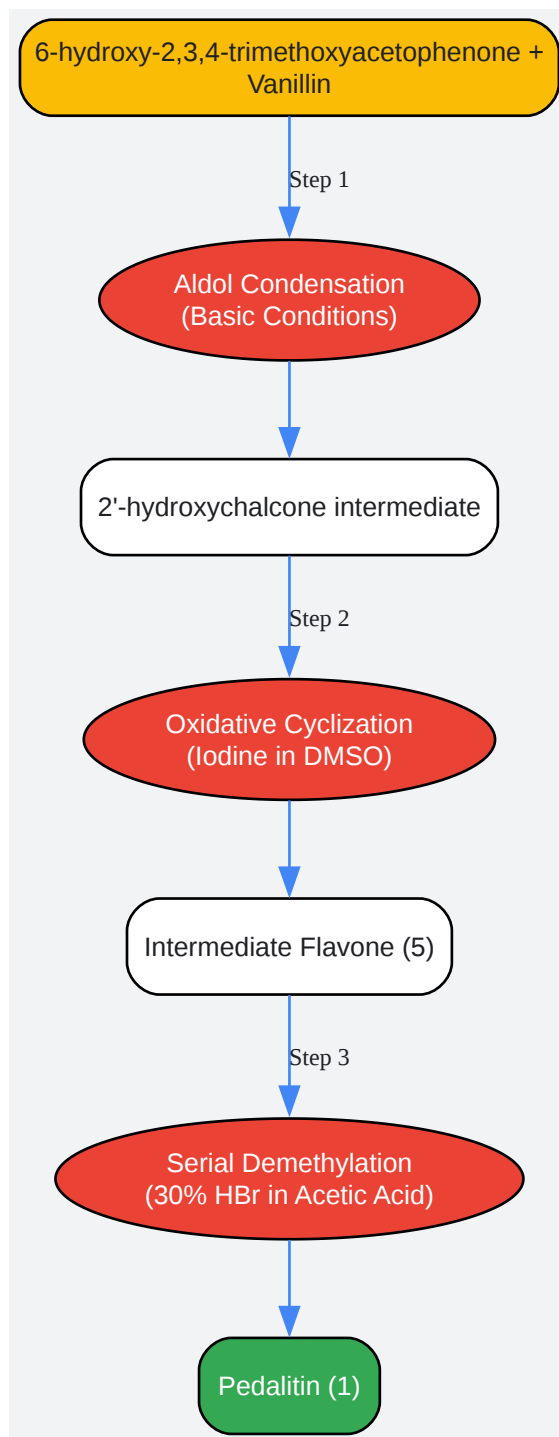 6-hydroxy-2,3,4-trimethoxyacetophenone +
Vanillin
Step 1
Aldol Condensation
(Basic Conditions)
2'-hydroxychalcone intermediate
Step 2
Oxidative Cyclization
(Iodine in DMSO)
Intermediate Flavone (5)
Step 3
Serial Demethylation
(30% HBr in Acetic Acid)
Pedalitin (1)